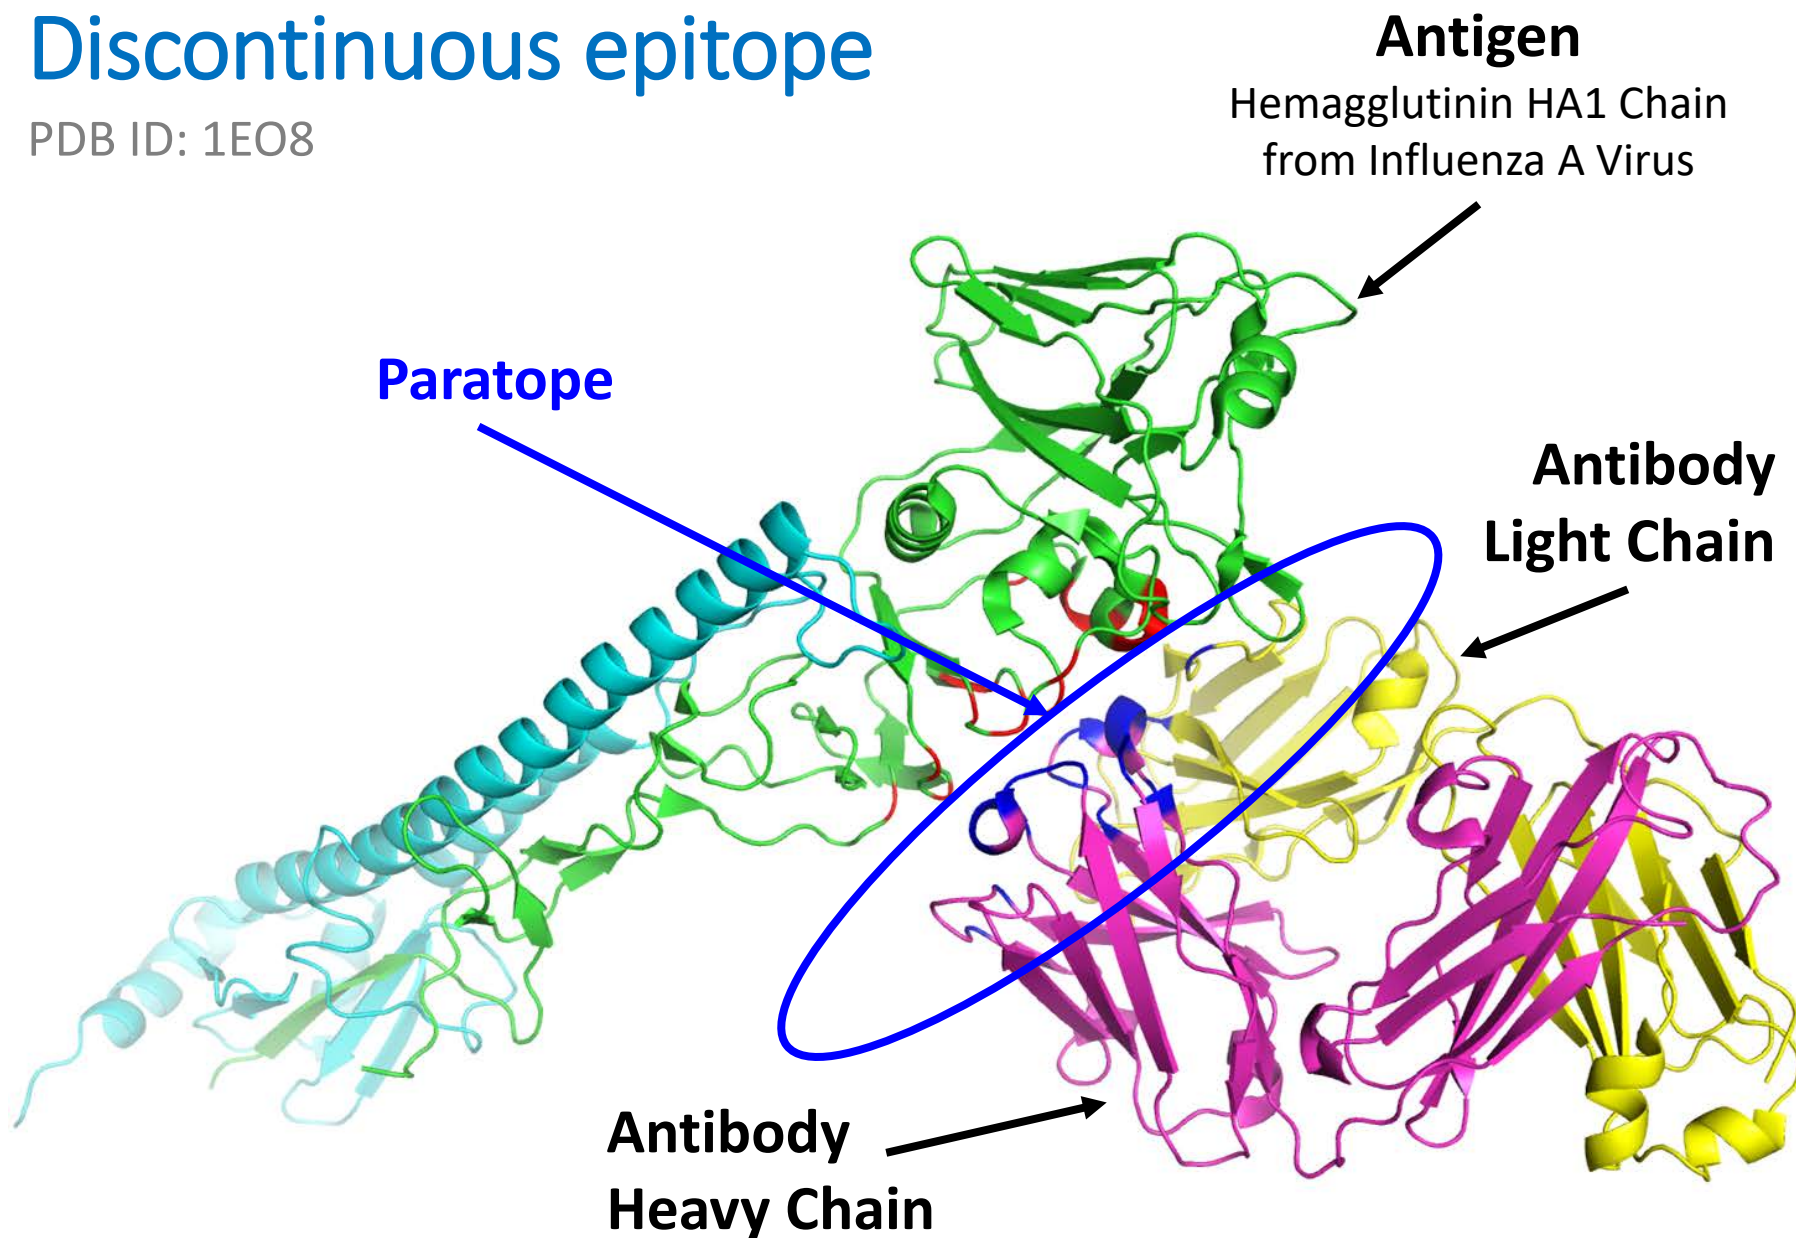 Discontinuous epitope
PDB ID: 1EO8
Antigen
Hemagglutinin HA1 Chain
from Influenza A Virus
Paratope
Antibody
Light Chain
Antibody
Heavy Chain